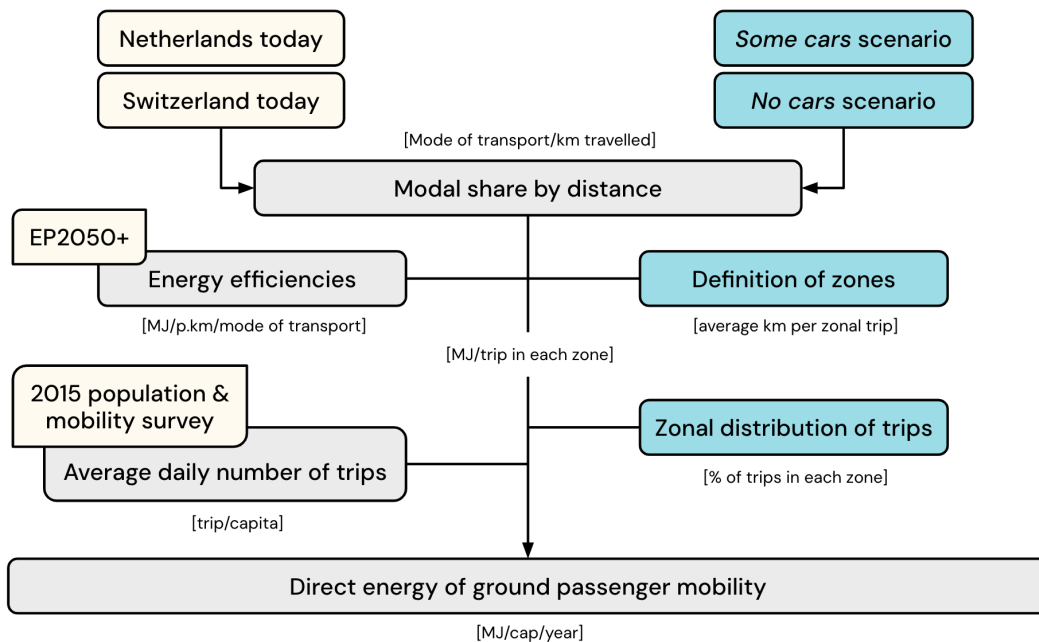 Netherlands today
Some cars scenario
Switzerland today
No cars scenario
[Mode of transport/km travelled]
Modal share by distance
EP2050+
Energy efficiencies
Definition of zones
[MJ/p.km/mode of transport]
[average km per zonal trip]
[MJ/trip in each zone]
2015 population &
mobility survey
Zonal distribution of trips
Average daily number of trips
[% of trips in each zone]
[trip/capita]
Direct energy of ground passenger mobility
[MJ/cap/year]